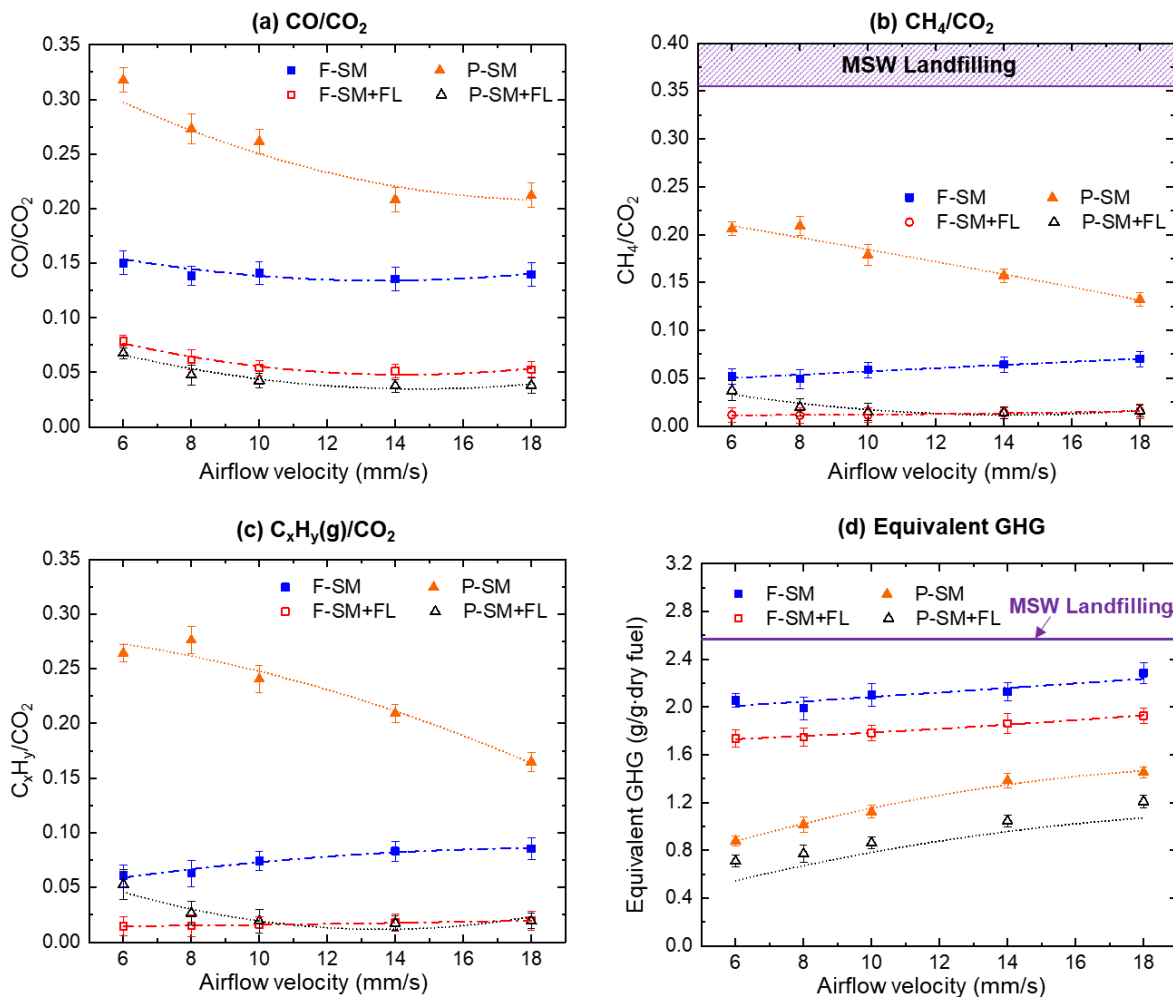 (a) CO/CO₂
0.35
0.30
0.25
0.20
0.15
0.10
0.05
0.00
CO/CO₂
F-SM
P-SM
F-SM+FL
P-SM+FL
6 8 10 12 14 16 18
Airflow velocity (mm/s)
(b) CH₄/CO₂
0.40
0.35
0.30
0.25
0.20
0.15
0.10
0.05
0.00
CH₄/CO₂
MSW Landfilling
F-SM
P-SM
F-SM+FL
P-SM+FL
6 8 10 12 14 16 18
Airflow velocity (mm/s)
(c) CₓHᵧ(g)/CO₂
0.35
0.30
0.25
0.20
0.15
0.10
0.05
0.00
CₓHᵧ/CO₂
F-SM
P-SM
F-SM+FL
P-SM+FL
6 8 10 12 14 16 18
Airflow velocity (mm/s)
(d) Equivalent GHG
3.2
2.8
2.4
2.0
1.6
1.2
0.8
0.4
0.0
Equivalent GHG (g/g·dry fuel)
F-SM
P-SM
F-SM+FL
P-SM+FL
MSW Landfilling
6 8 10 12 14 16 18
Airflow velocity (mm/s)